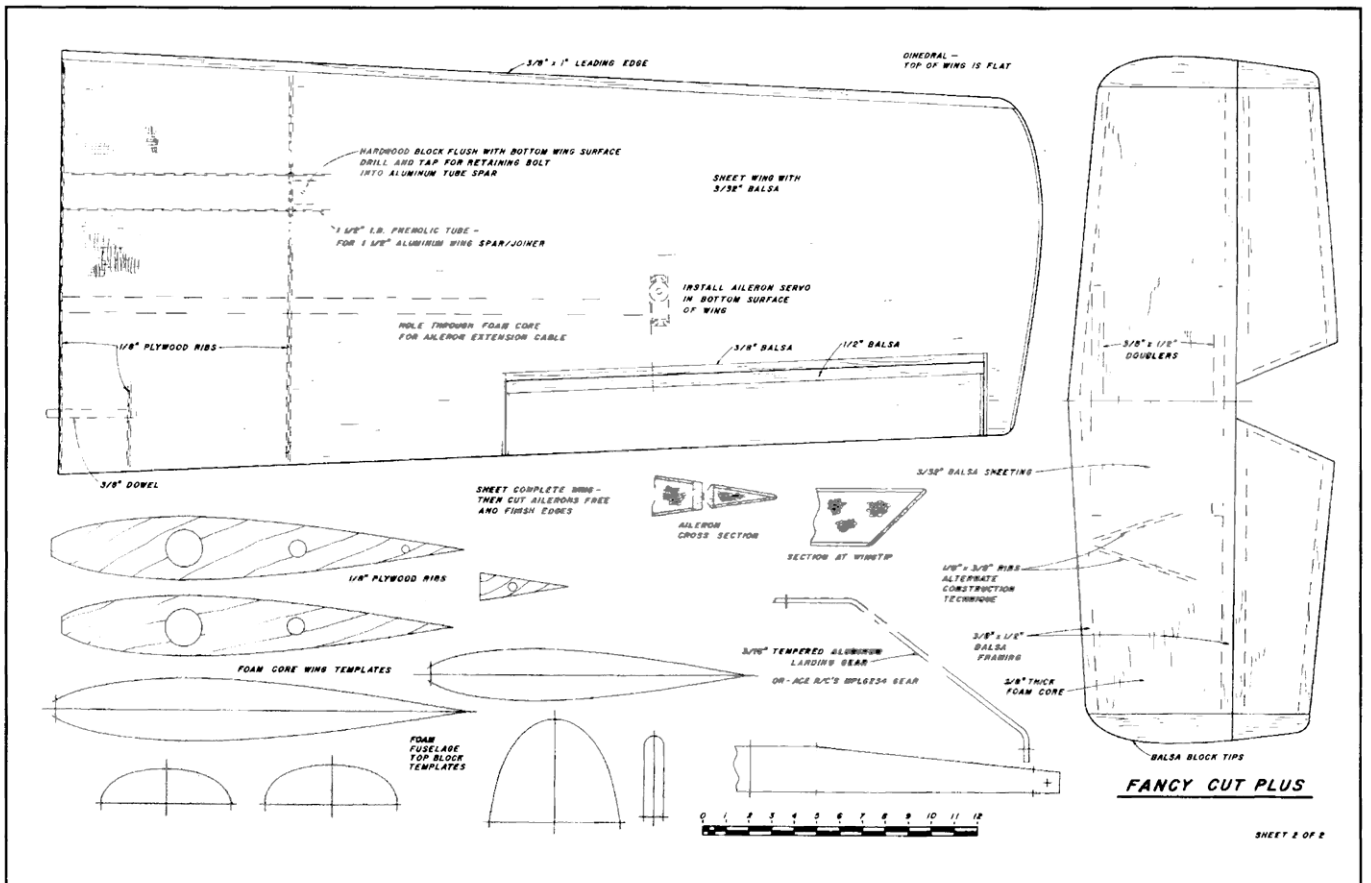 3/8" x 1" LEADING EDGE
DIHEDRAL –
TOP OF WING IS FLAT
HARDWOOD BLOCK FLUSH WITH BOTTOM WING SURFACE
DRILL AND TAP FOR RETAINING BOLT
INTO ALUMINUM TUBE SPAR
SHEET WING WITH
3/32" BALSA
1 1/2" I.D. PHENOLIC TUBE –
FOR 1 1/2" ALUMINUM WING SPAR/JOINER
INSTALL AILERON SERVO
IN BOTTOM SURFACE
OF WING
HOLE THROUGH FOAM CORE
FOR AILERON EXTENSION CABLE
1/8" PLYWOOD RIBS
3/8" BALSA
1/2" BALSA
3/8" x 1/2"
DOUBLERS
3/8" DOWEL
SHEET COMPLETE WING –
THEN CUT AILERONS FREE
AND FINISH EDGES
AILERON
CROSS SECTION
SECTION AT WINGTIP
3/32" BALSA SHEETING
1/8" PLYWOOD RIBS
1/8" x 3/8" RIBS
ALTERNATE
CONSTRUCTION
TECHNIQUE
3/8" x 1/2"
BALSA
FRAMING
3/8" THICK
FOAM CORE
FOAM CORE WING TEMPLATES
3/16" TEMPERED ALUMINUM
LANDING GEAR
OR – ACE R/C'S MPLG254 GEAR
FOAM
FUSELAGE
TOP BLOCK
TEMPLATES
BALSA BLOCK TIPS
FANCY CUT PLUS
0 1 2 3 4 5 6 7 8 9 10 11 12
SHEET 2 OF 2